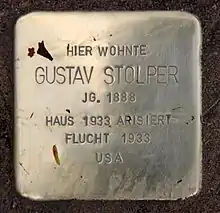 HIER WOHNTE
GUSTAV STOLPER
JG. 1888
HAUS 1933 ARISIERT
FLUCHT 1933
USA